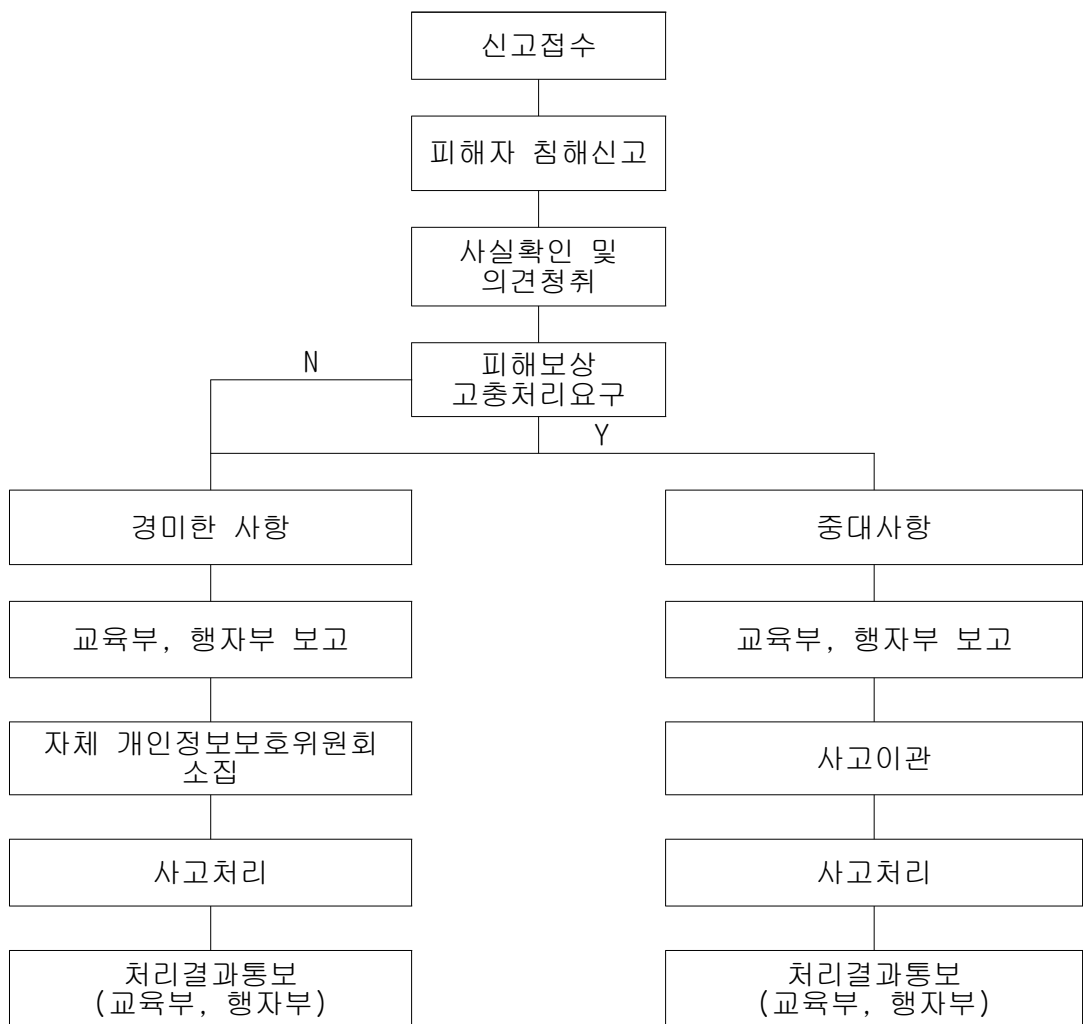 신고접수
피해자 침해신고
사실확인 및
의견청취
피해보상
고충처리요구
N
Y
경미한 사항
교육부, 행자부 보고
자체 개인정보보호위원회
소집
사고처리
처리결과통보
(교육부, 행자부)
중대사항
교육부, 행자부 보고
사고이관
사고처리
처리결과통보
(교육부, 행자부)